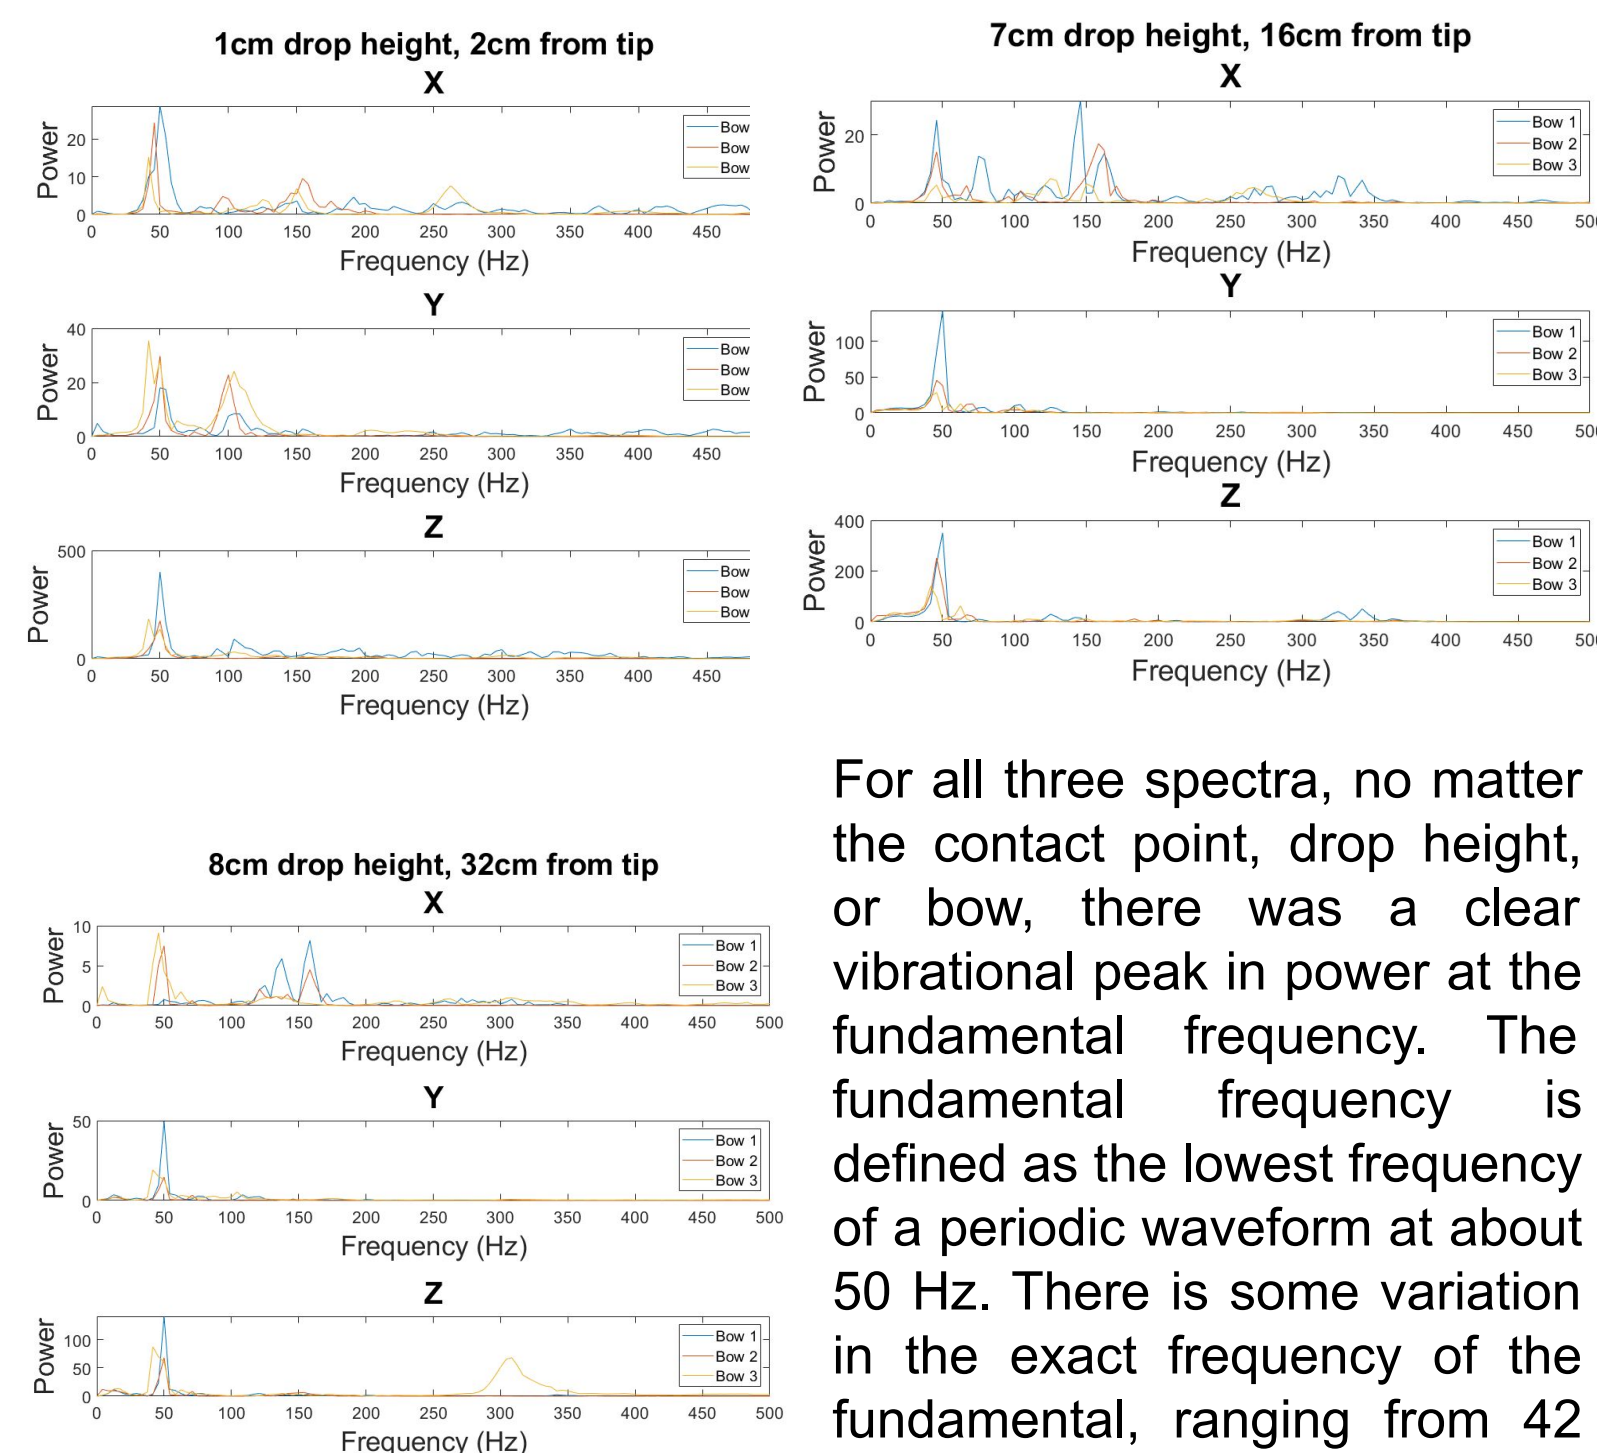 1cm drop height, 2cm from tip
X
Power
20
10
0
0 50 100 150 200 250 300 350 400 450
Frequency (Hz)
Bow
Bow
Bow
Y
Power
40
20
0
0 50 100 150 200 250 300 350 400 450
Frequency (Hz)
Bow
Bow
Bow
Z
Power
500
0
0 50 100 150 200 250 300 350 400 450
Frequency (Hz)
Bow
Bow
Bow
7cm drop height, 16cm from tip
X
Power
20
0
0 50 100 150 200 250 300 350 400 450 500
Frequency (Hz)
Bow 1
Bow 2
Bow 3
Y
Power
100
50
0
0 50 100 150 200 250 300 350 400 450 500
Frequency (Hz)
Bow 1
Bow 2
Bow 3
Z
Power
400
200
0
0 50 100 150 200 250 300 350 400 450 500
Frequency (Hz)
Bow 1
Bow 2
Bow 3
8cm drop height, 32cm from tip
X
Power
10
5
0
0 50 100 150 200 250 300 350 400 450 500
Frequency (Hz)
Bow 1
Bow 2
Bow 3
Y
Power
50
0
0 50 100 150 200 250 300 350 400 450 500
Frequency (Hz)
Bow 1
Bow 2
Bow 3
Z
Power
100
50
0
0 50 100 150 200 250 300 350 400 450 500
Frequency (Hz)
Bow 1
Bow 2
Bow 3
For all three spectra, no matter
the contact point, drop height,
or bow, there was a clear
vibrational peak in power at the
fundamental frequency. The
fundamental frequency is
defined as the lowest frequency
of a periodic waveform at about
50 Hz. There is some variation
in the exact frequency of the
fundamental, ranging from 42